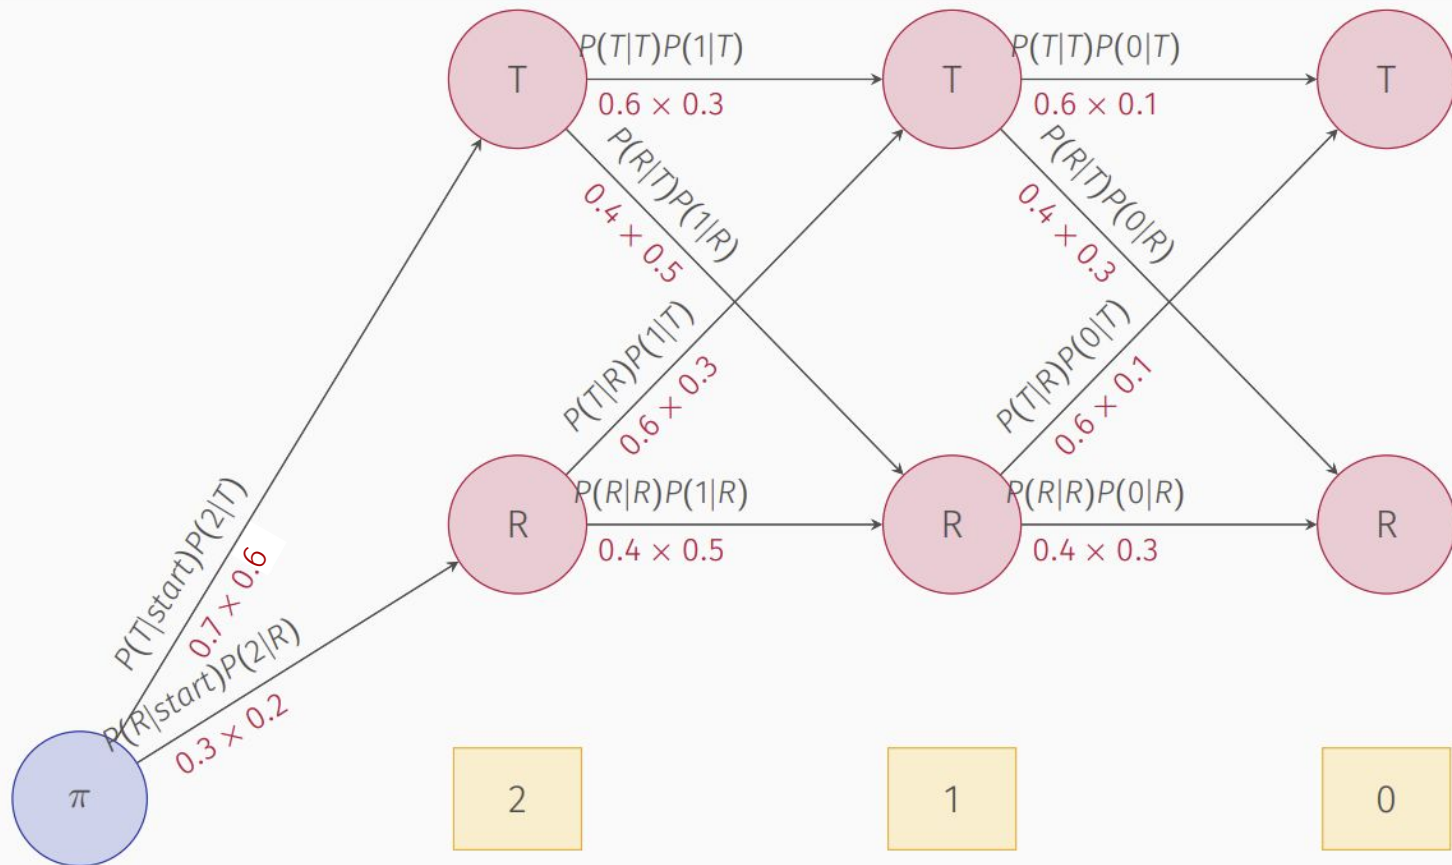 T
P(T|T)P(1|T)
0.6 × 0.3
T
P(T|T)P(0|T)
0.6 × 0.1
T
P(R|T)P(1|R)
0.4 × 0.5
P(R|T)P(0|R)
0.4 × 0.3
P(T|R)P(1|T)
0.6 × 0.3
P(T|R)P(0|T)
0.6 × 0.1
R
P(R|R)P(1|R)
0.4 × 0.5
R
P(R|R)P(0|R)
0.4 × 0.3
R
P(T|start)P(2|T)
0.7 × 0.6
P(R|start)P(2|R)
0.3 × 0.2
π
2
1
0